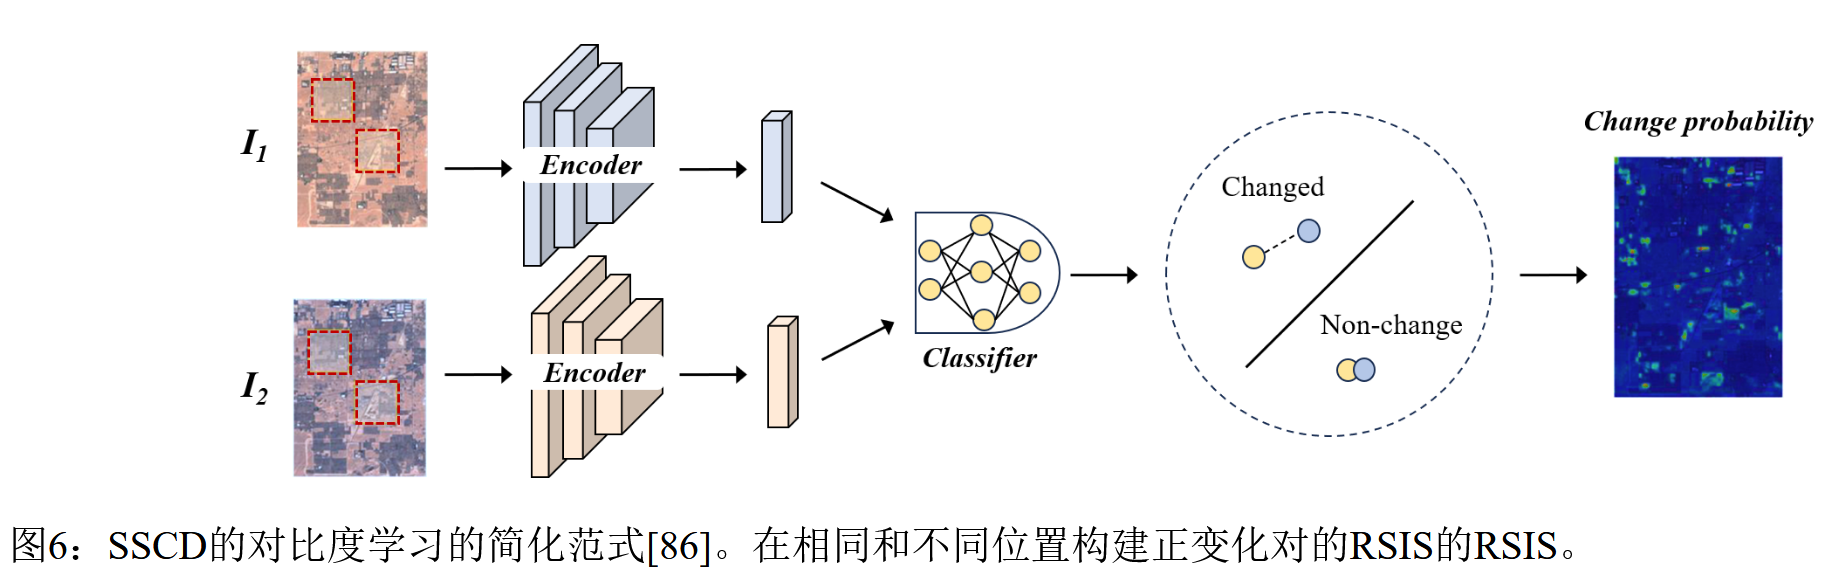 Change probability
I1
Encoder
Changed
Non-change
Classifier
I2
Encoder
图6：SSCD的对比度学习的简化范式[86]。在相同和不同位置构建正变化对的RSIS的RSIS。